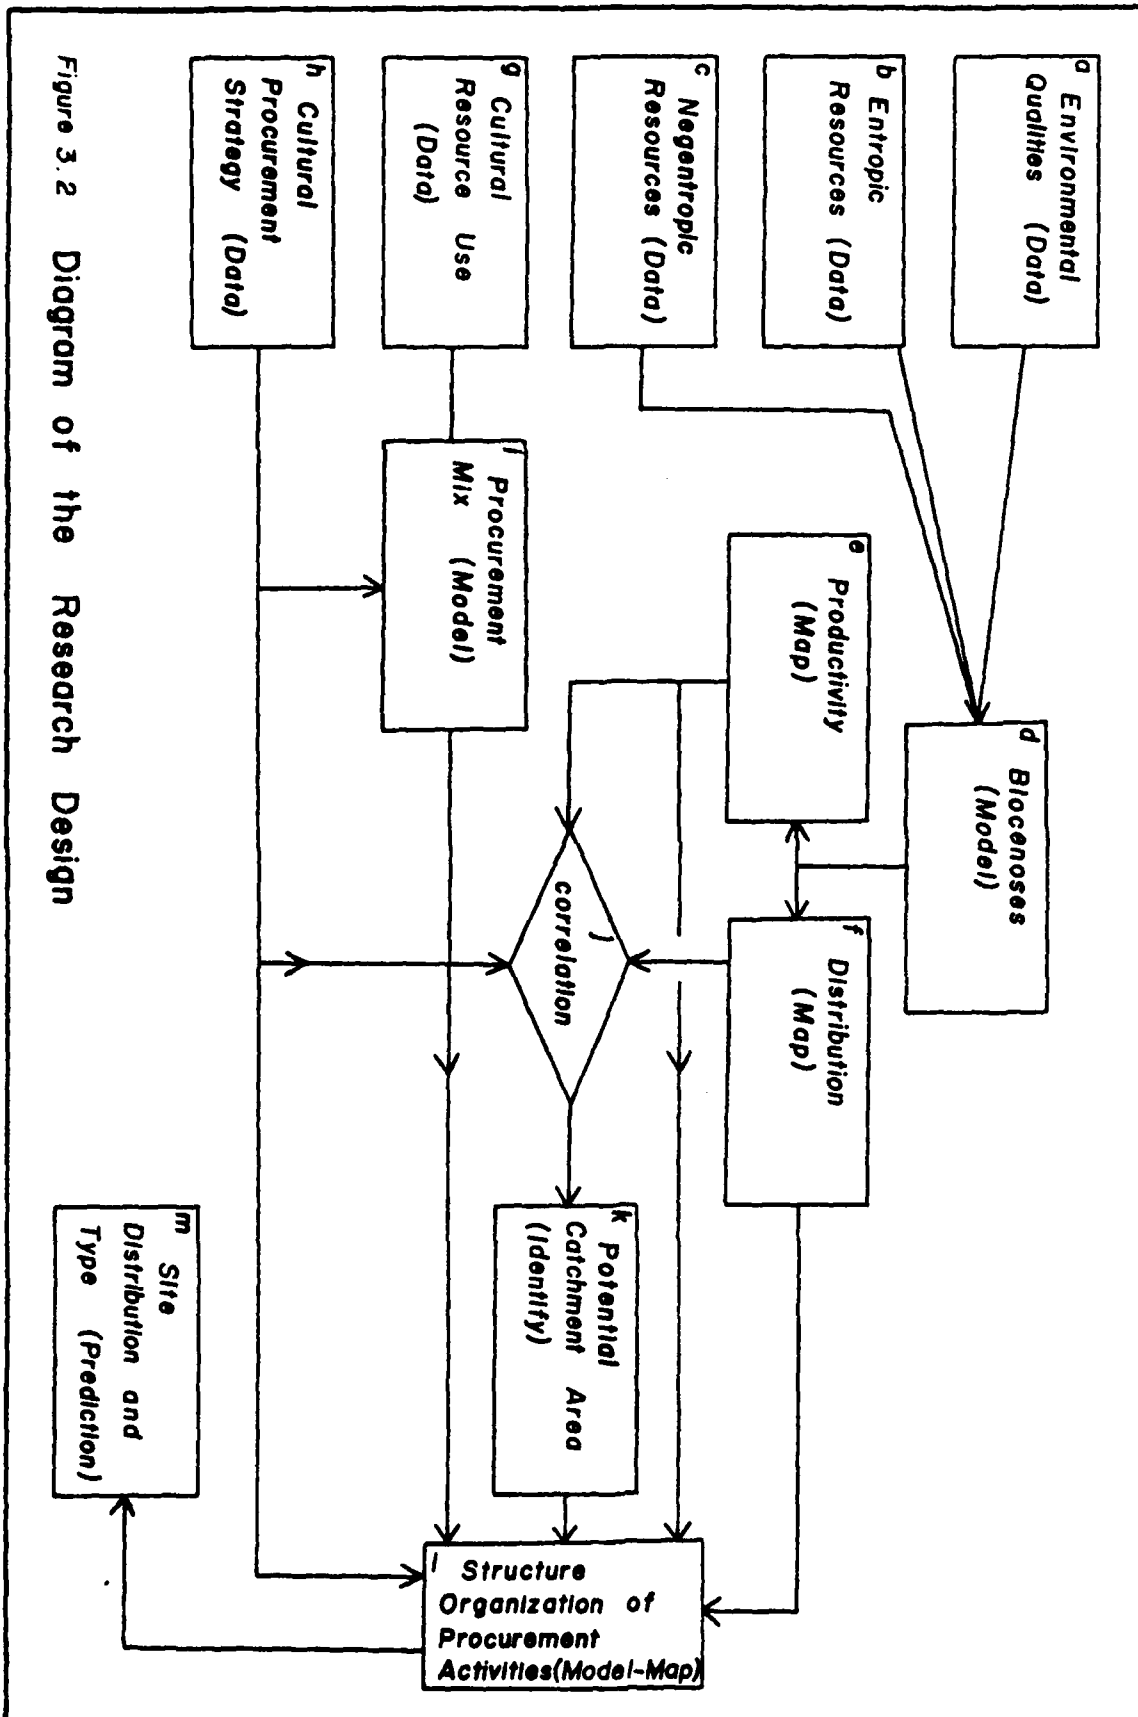 a Environmental
Qualities (Data)
b Entropic
Resources (Data)
c Negentropic
Resources (Data)
g Cultural
Resource Use
(Data)
h Cultural
Procurement
Strategy (Data)
d Biocenoses
(Model)
e Productivity
(Map)
f Distribution
(Map)
i Procurement
Mix (Model)
j
correlation
k Potential
Catchment Area
(Identify)
l Structure
Organization of
Procurement
Activities(Model-Map)
m Site
Distribution and
Type (Prediction)
Figure 3.2 Diagram of the Research Design